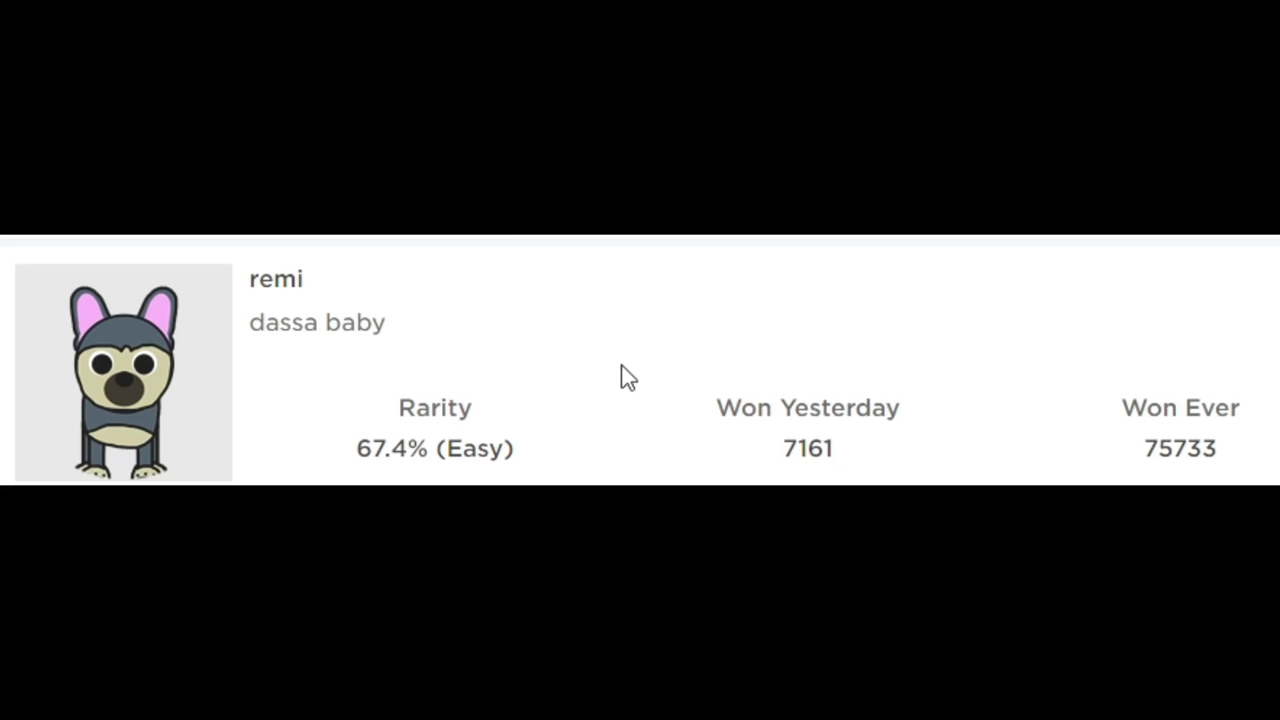 remi
dassa baby
Rarity Won Yesterday Won Ever
67.4% (Easy) 7161 75733